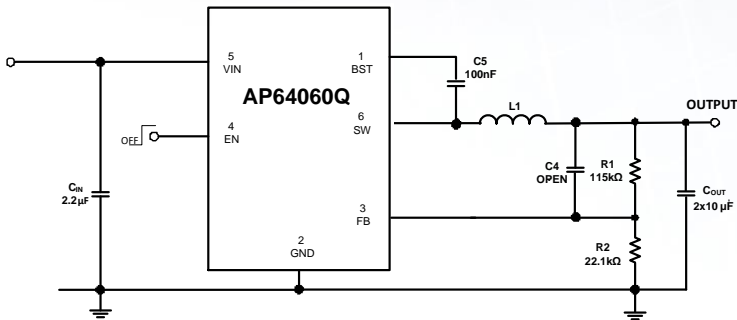 5
VIN
1
BST
C5
100nF
AP64060Q
OUTPUT
L1
6
SW
4
EN
OFF
C4
OPEN
R1
115kΩ
CIN
2.2µF
COUT
2x10 µF
3
FB
2
GND
R2
22.1kΩ